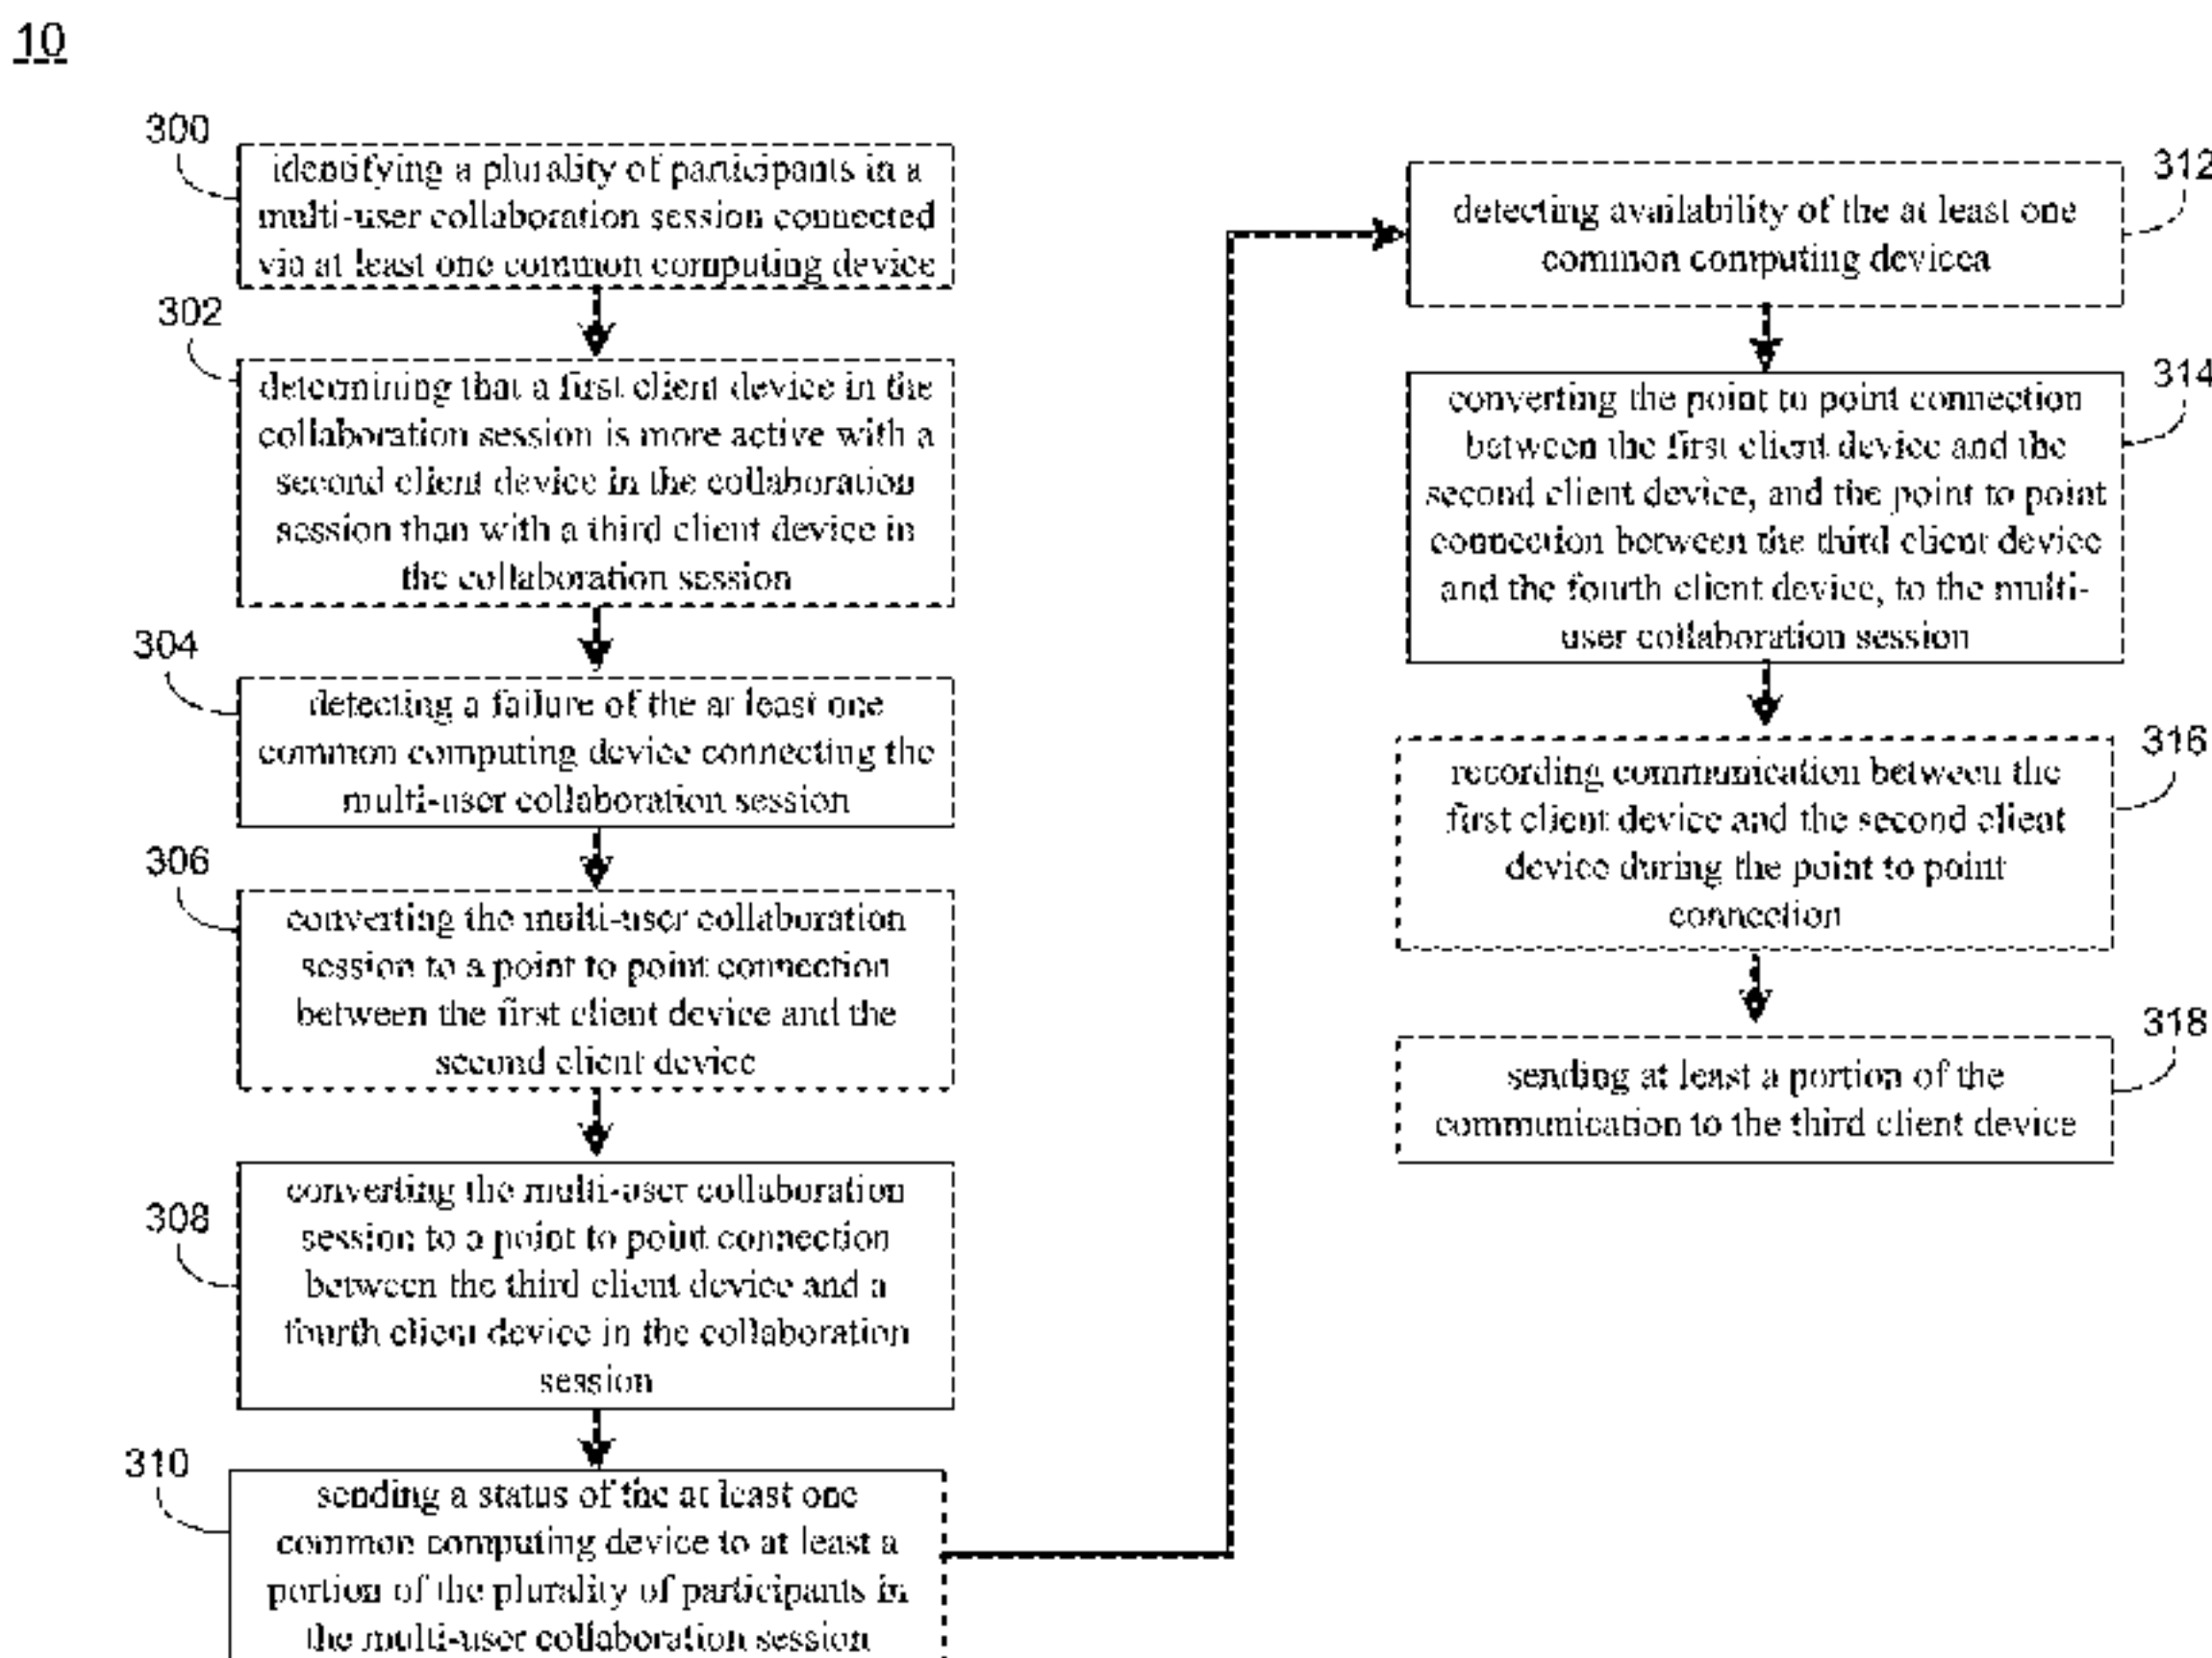 10
300
identifying a plurality of participants in a
multi-user collaboration session connected
via at least one common computing device
302
determining that a first client device in the
collaboration session is more active with a
second client device in the collaboration
session than with a third client device in
the collaboration session
304
detecting a failure of the at least one
common computing device connecting the
multi-user collaboration session
306
converting the multi-user collaboration
session to a point to point connection
between the first client device and the
second client device
308
converting the multi-user collaboration
session to a point to point connection
between the third client device and a
fourth client device in the collaboration
session
310
sending a status of the at least one
common computing device to at least a
portion of the plurality of participants in
the multi-user collaboration session
312
detecting availability of the at least one
common computing devicea
314
converting the point to point connection
between the first client device and the
second client device, and the point to point
connection between the third client device
and the fourth client device, to the multi-
user collaboration session
316
recording communication between the
first client device and the second client
device during the point to point
connection
318
sending at least a portion of the
communication to the third client device